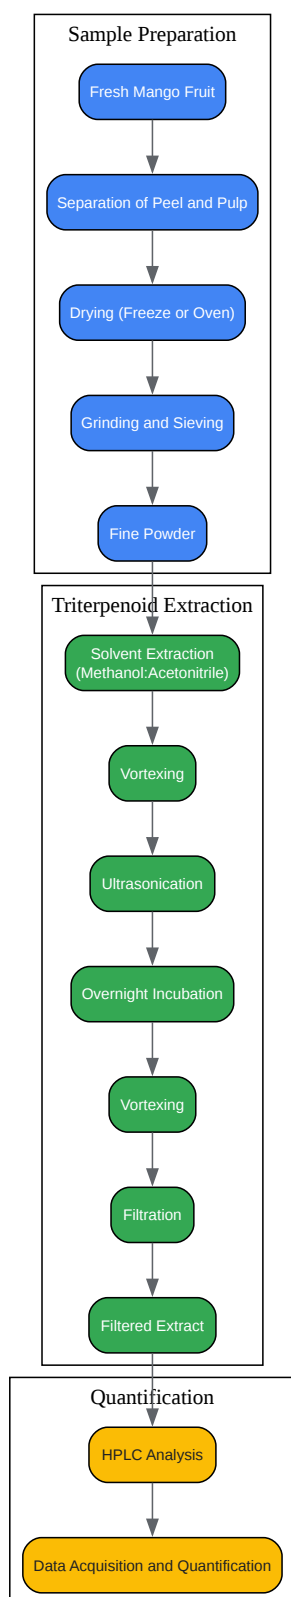 Sample Preparation
Fresh Mango Fruit
Separation of Peel and Pulp
Drying (Freeze or Oven)
Grinding and Sieving
Fine Powder
Triterpenoid Extraction
Solvent Extraction
(Methanol:Acetonitrile)
Vortexing
Ultrasonication
Overnight Incubation
Vortexing
Filtration
Filtered Extract
Quantification
HPLC Analysis
Data Acquisition and Quantification